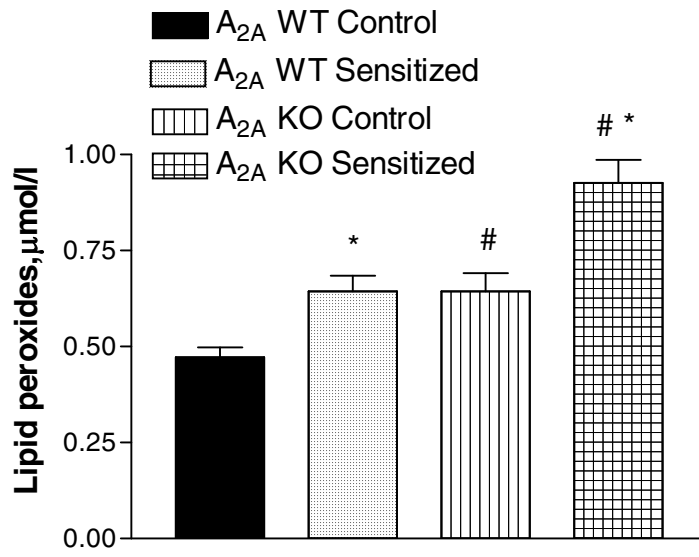 A2A WT Control
A2A WT Sensitized
A2A KO Control
A2A KO Sensitized
# *
1.00
*
#
0.75
0.50
0.25
0.00
Lipid peroxides,μmol/l